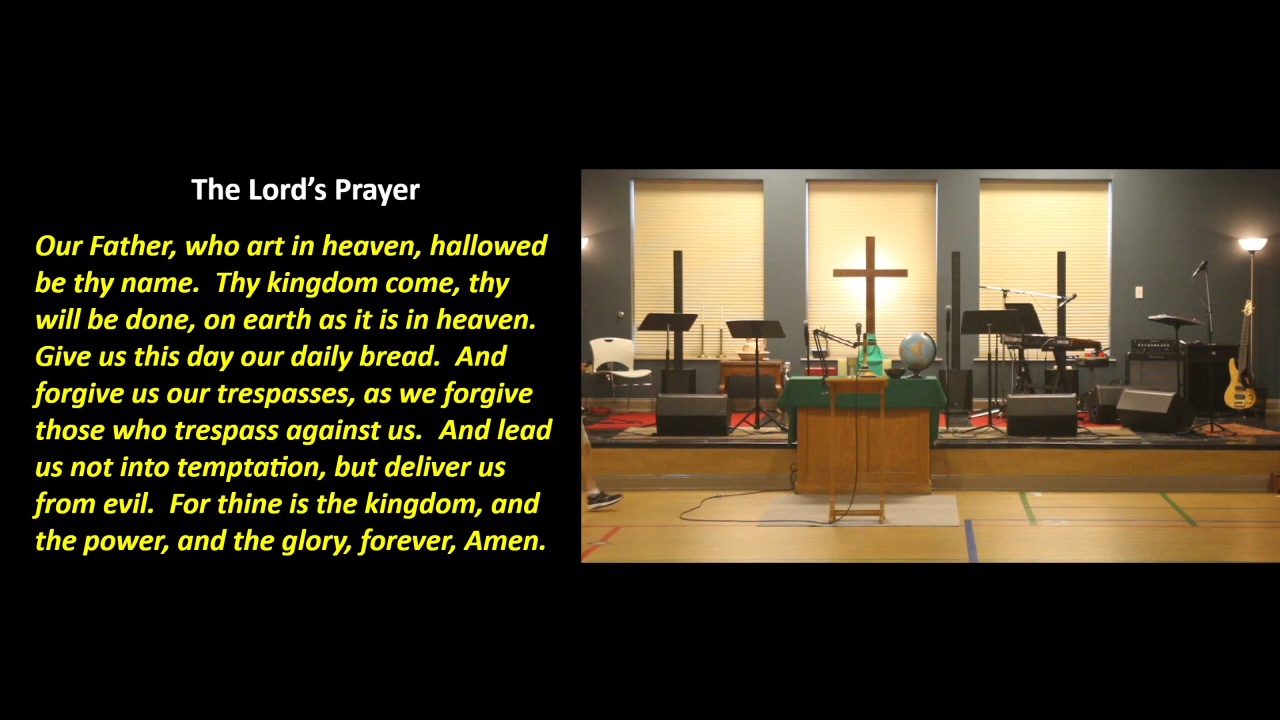 The Lord’s Prayer
Our Father, who art in heaven, hallowed
be thy name.  Thy kingdom come, thy
will be done, on earth as it is in heaven.
Give us this day our daily bread.  And
forgive us our trespasses, as we forgive
those who trespass against us.  And lead
us not into temptation, but deliver us
from evil.  For thine is the kingdom, and
the power, and the glory, forever, Amen.